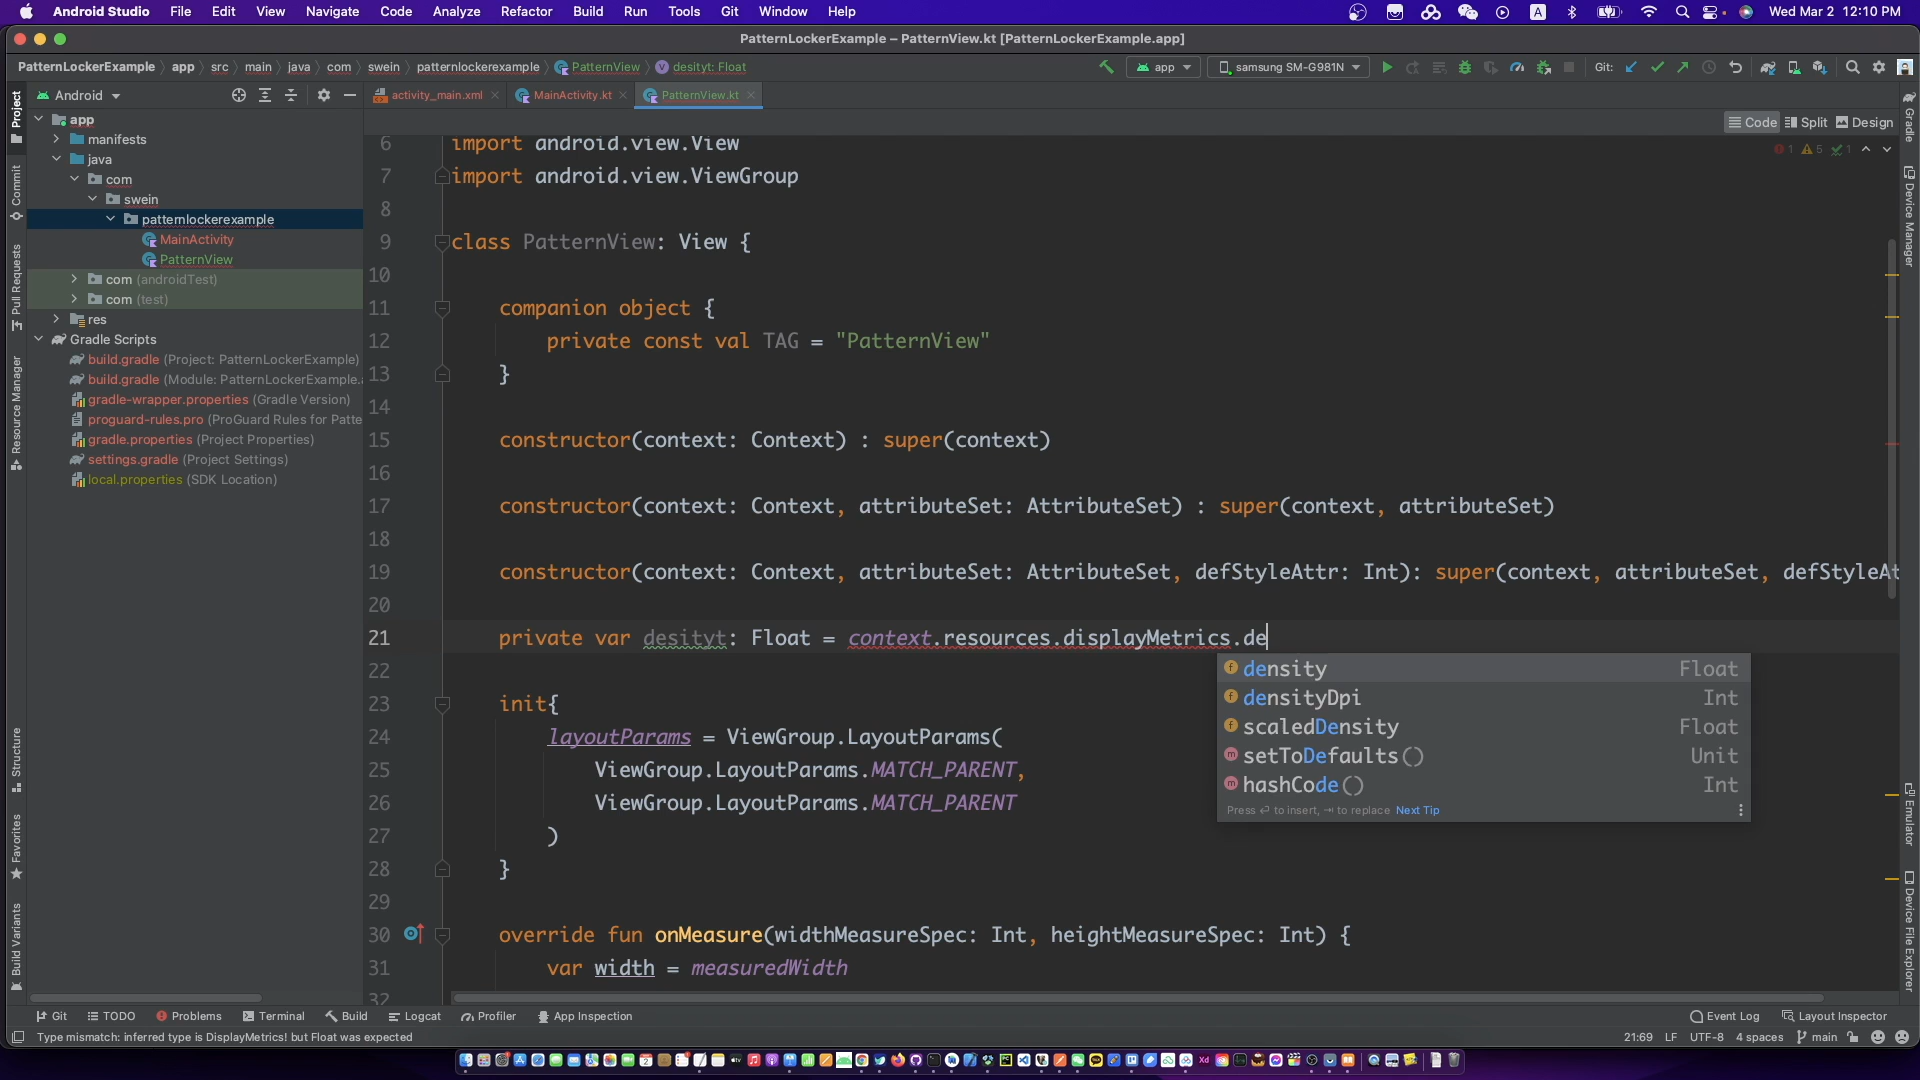 Android Studio File Edit View Navigate Code Analyze Refactor Build Run Tools Git Window Help A Wed Mar 2 12:10 PM
PatternLockerExample – PatternView.kt [PatternLockerExample.app]
PatternLockerExample app src main java com swein patternlockerexample PatternView desityt: Float app samsung SM-G981N Git:
Android activity_main.xml MainActivity.kt PatternView.kt
Code Split Design
1 5 1
Project
Commit
Pull Requests
Resource Manager
Structure
Favorites
Build Variants
app
manifests
java
com
swein
patternlockerexample
MainActivity
PatternView
com (androidTest)
com (test)
res
Gradle Scripts
build.gradle (Project: PatternLockerExample)
build.gradle (Module: PatternLockerExample.a
gradle-wrapper.properties (Gradle Version)
proguard-rules.pro (ProGuard Rules for Patte
gradle.properties (Project Properties)
settings.gradle (Project Settings)
local.properties (SDK Location)
6 import android.view.View
7 import android.view.ViewGroup
8
9 class PatternView: View {
10
11 companion object {
12 private const val TAG = "PatternView"
13 }
14
15 constructor(context: Context) : super(context)
16
17 constructor(context: Context, attributeSet: AttributeSet) : super(context, attributeSet)
18
19 constructor(context: Context, attributeSet: AttributeSet, defStyleAttr: Int): super(context, attributeSet, defStyleAt
20
21 private var desityt: Float = context.resources.displayMetrics.de
22
23 init{
24 layoutParams = ViewGroup.LayoutParams(
25 ViewGroup.LayoutParams.MATCH_PARENT,
26 ViewGroup.LayoutParams.MATCH_PARENT
27 )
28 }
29
30 override fun onMeasure(widthMeasureSpec: Int, heightMeasureSpec: Int) {
31 var width = measuredWidth
32
density Float
densityDpi Int
scaledDensity Float
setToDefaults() Unit
hashCode() Int
Press ⏎ to insert, ⇥ to replace Next Tip
Gradle
Device Manager
Emulator
Device File Explorer
Git TODO Problems Terminal Build Logcat Profiler App Inspection Event Log Layout Inspector
Type mismatch: inferred type is DisplayMetrics! but Float was expected 21:69 LF UTF-8 4 spaces main